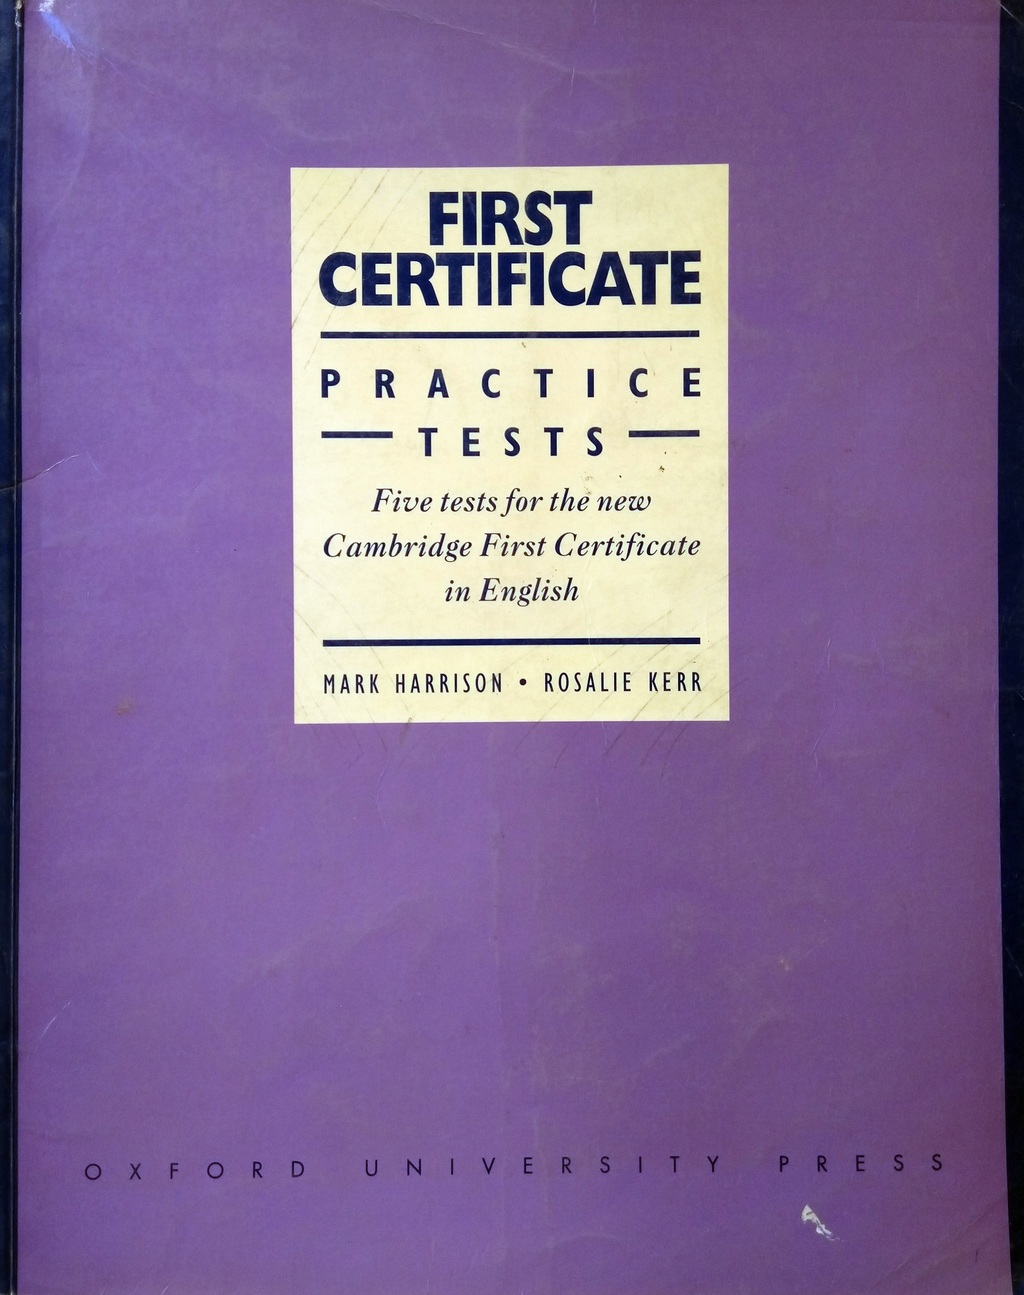 FIRST
CERTIFICATE
PRACTICE
TESTS
Five tests for the new
Cambridge First Certificate
in English
MARK HARRISON • ROSALIE KERR
OXFORD UNIVERSITY PRESS